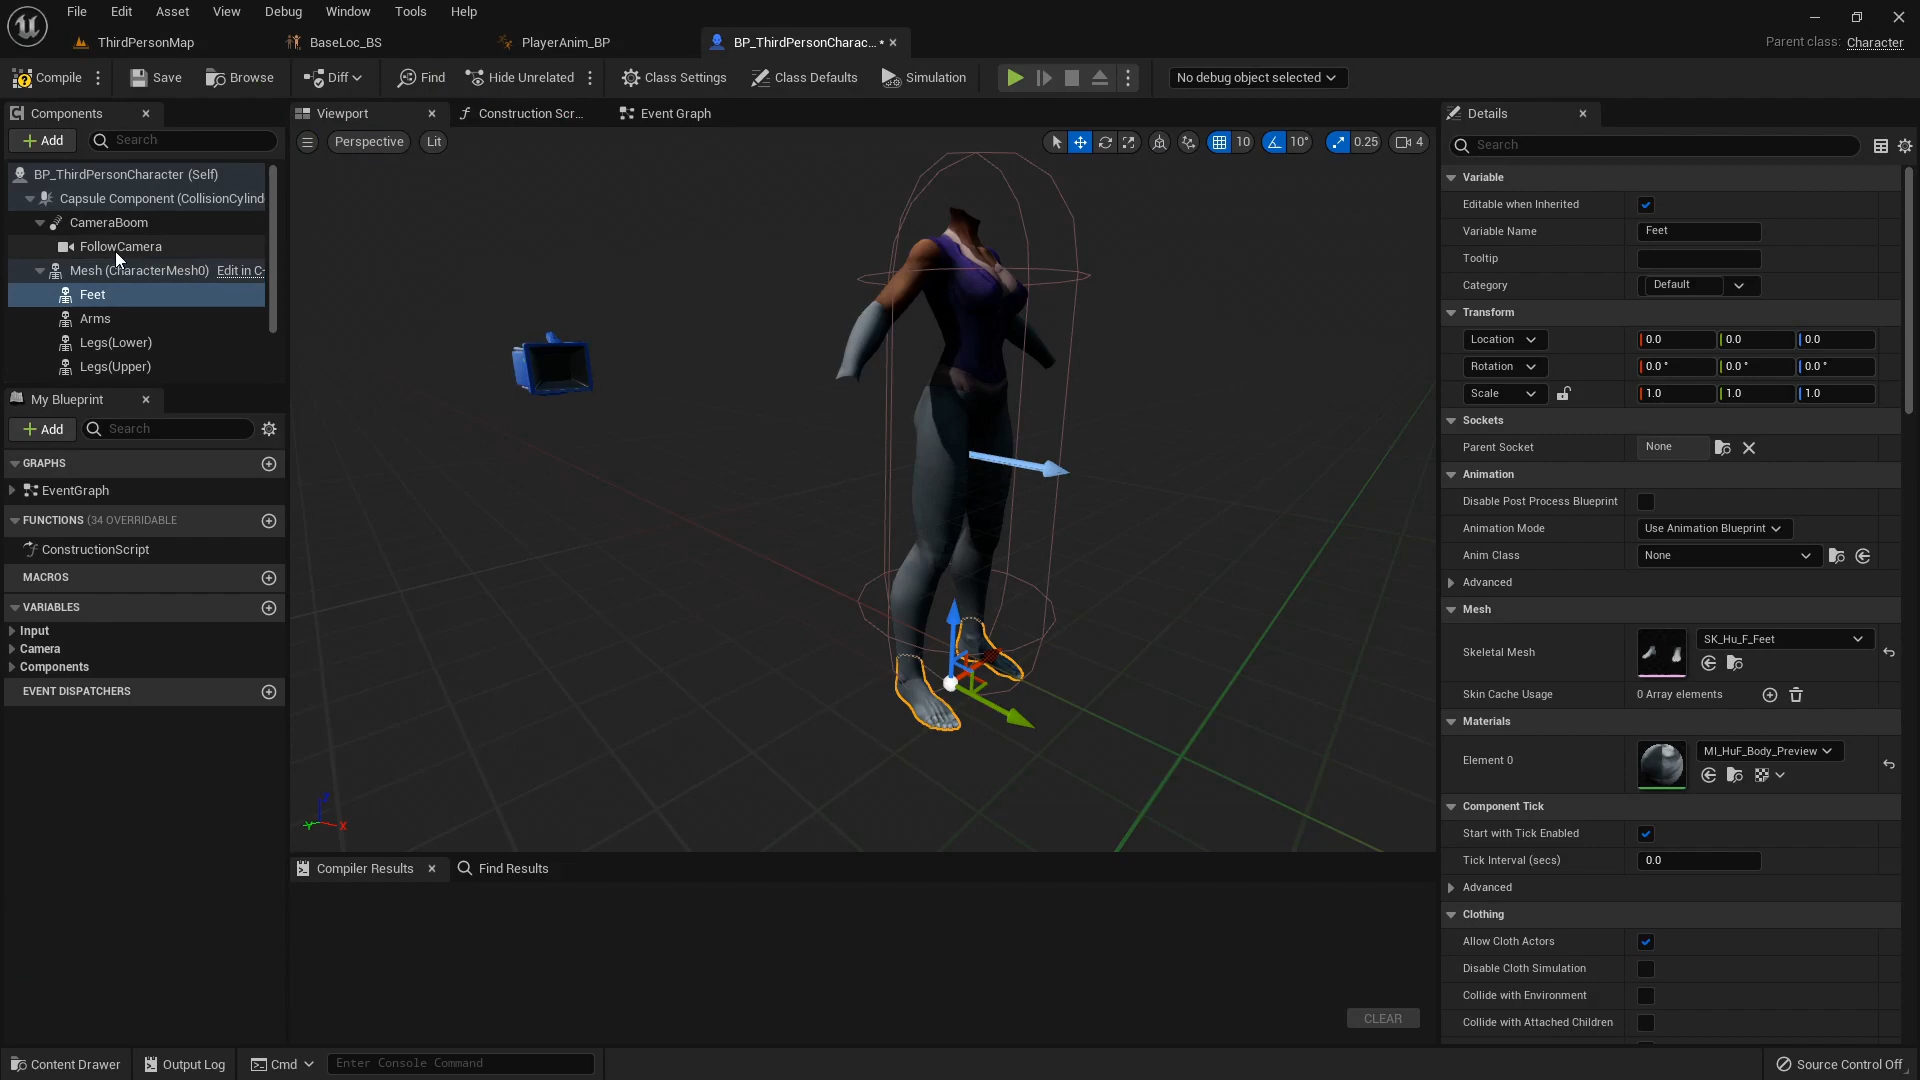 File Edit Asset View Debug Window Tools Help
ThirdPersonMap BaseLoc_BS PlayerAnim_BP BP_ThirdPersonCharac... • Parent class: Character
Compile Save Browse Diff Find Hide Unrelated Class Settings Class Defaults Simulation No debug object selected
Components Viewport Construction Scr... Event Graph Details
Add Search Perspective Lit 10 10° 0.25 4 Search
BP_ThirdPersonCharacter (Self)
Capsule Component (CollisionCylind
CameraBoom
FollowCamera
Mesh (CharacterMesh0) Edit in C
Feet
Arms
Legs(Lower)
Legs(Upper)
My Blueprint
Add Search
GRAPHS
EventGraph
FUNCTIONS (34 OVERRIDABLE
ConstructionScript
MACROS
VARIABLES
Input
Camera
Components
EVENT DISPATCHERS
Z
Y X
Compiler Results Find Results
CLEAR
Variable
Editable when Inherited
Variable Name Feet
Tooltip
Category Default
Transform
Location 0.0 0.0 0.0
Rotation 0.0 ° 0.0 ° 0.0 °
Scale 1.0 1.0 1.0
Sockets
Parent Socket None
Animation
Disable Post Process Blueprint
Animation Mode Use Animation Blueprint
Anim Class None
Advanced
Mesh
Skeletal Mesh SK_Hu_F_Feet
Skin Cache Usage 0 Array elements
Materials
Element 0 MI_HuF_Body_Preview
Component Tick
Start with Tick Enabled
Tick Interval (secs) 0.0
Advanced
Clothing
Allow Cloth Actors
Disable Cloth Simulation
Collide with Environment
Collide with Attached Children
Content Drawer Output Log Cmd Enter Console Command Source Control Off